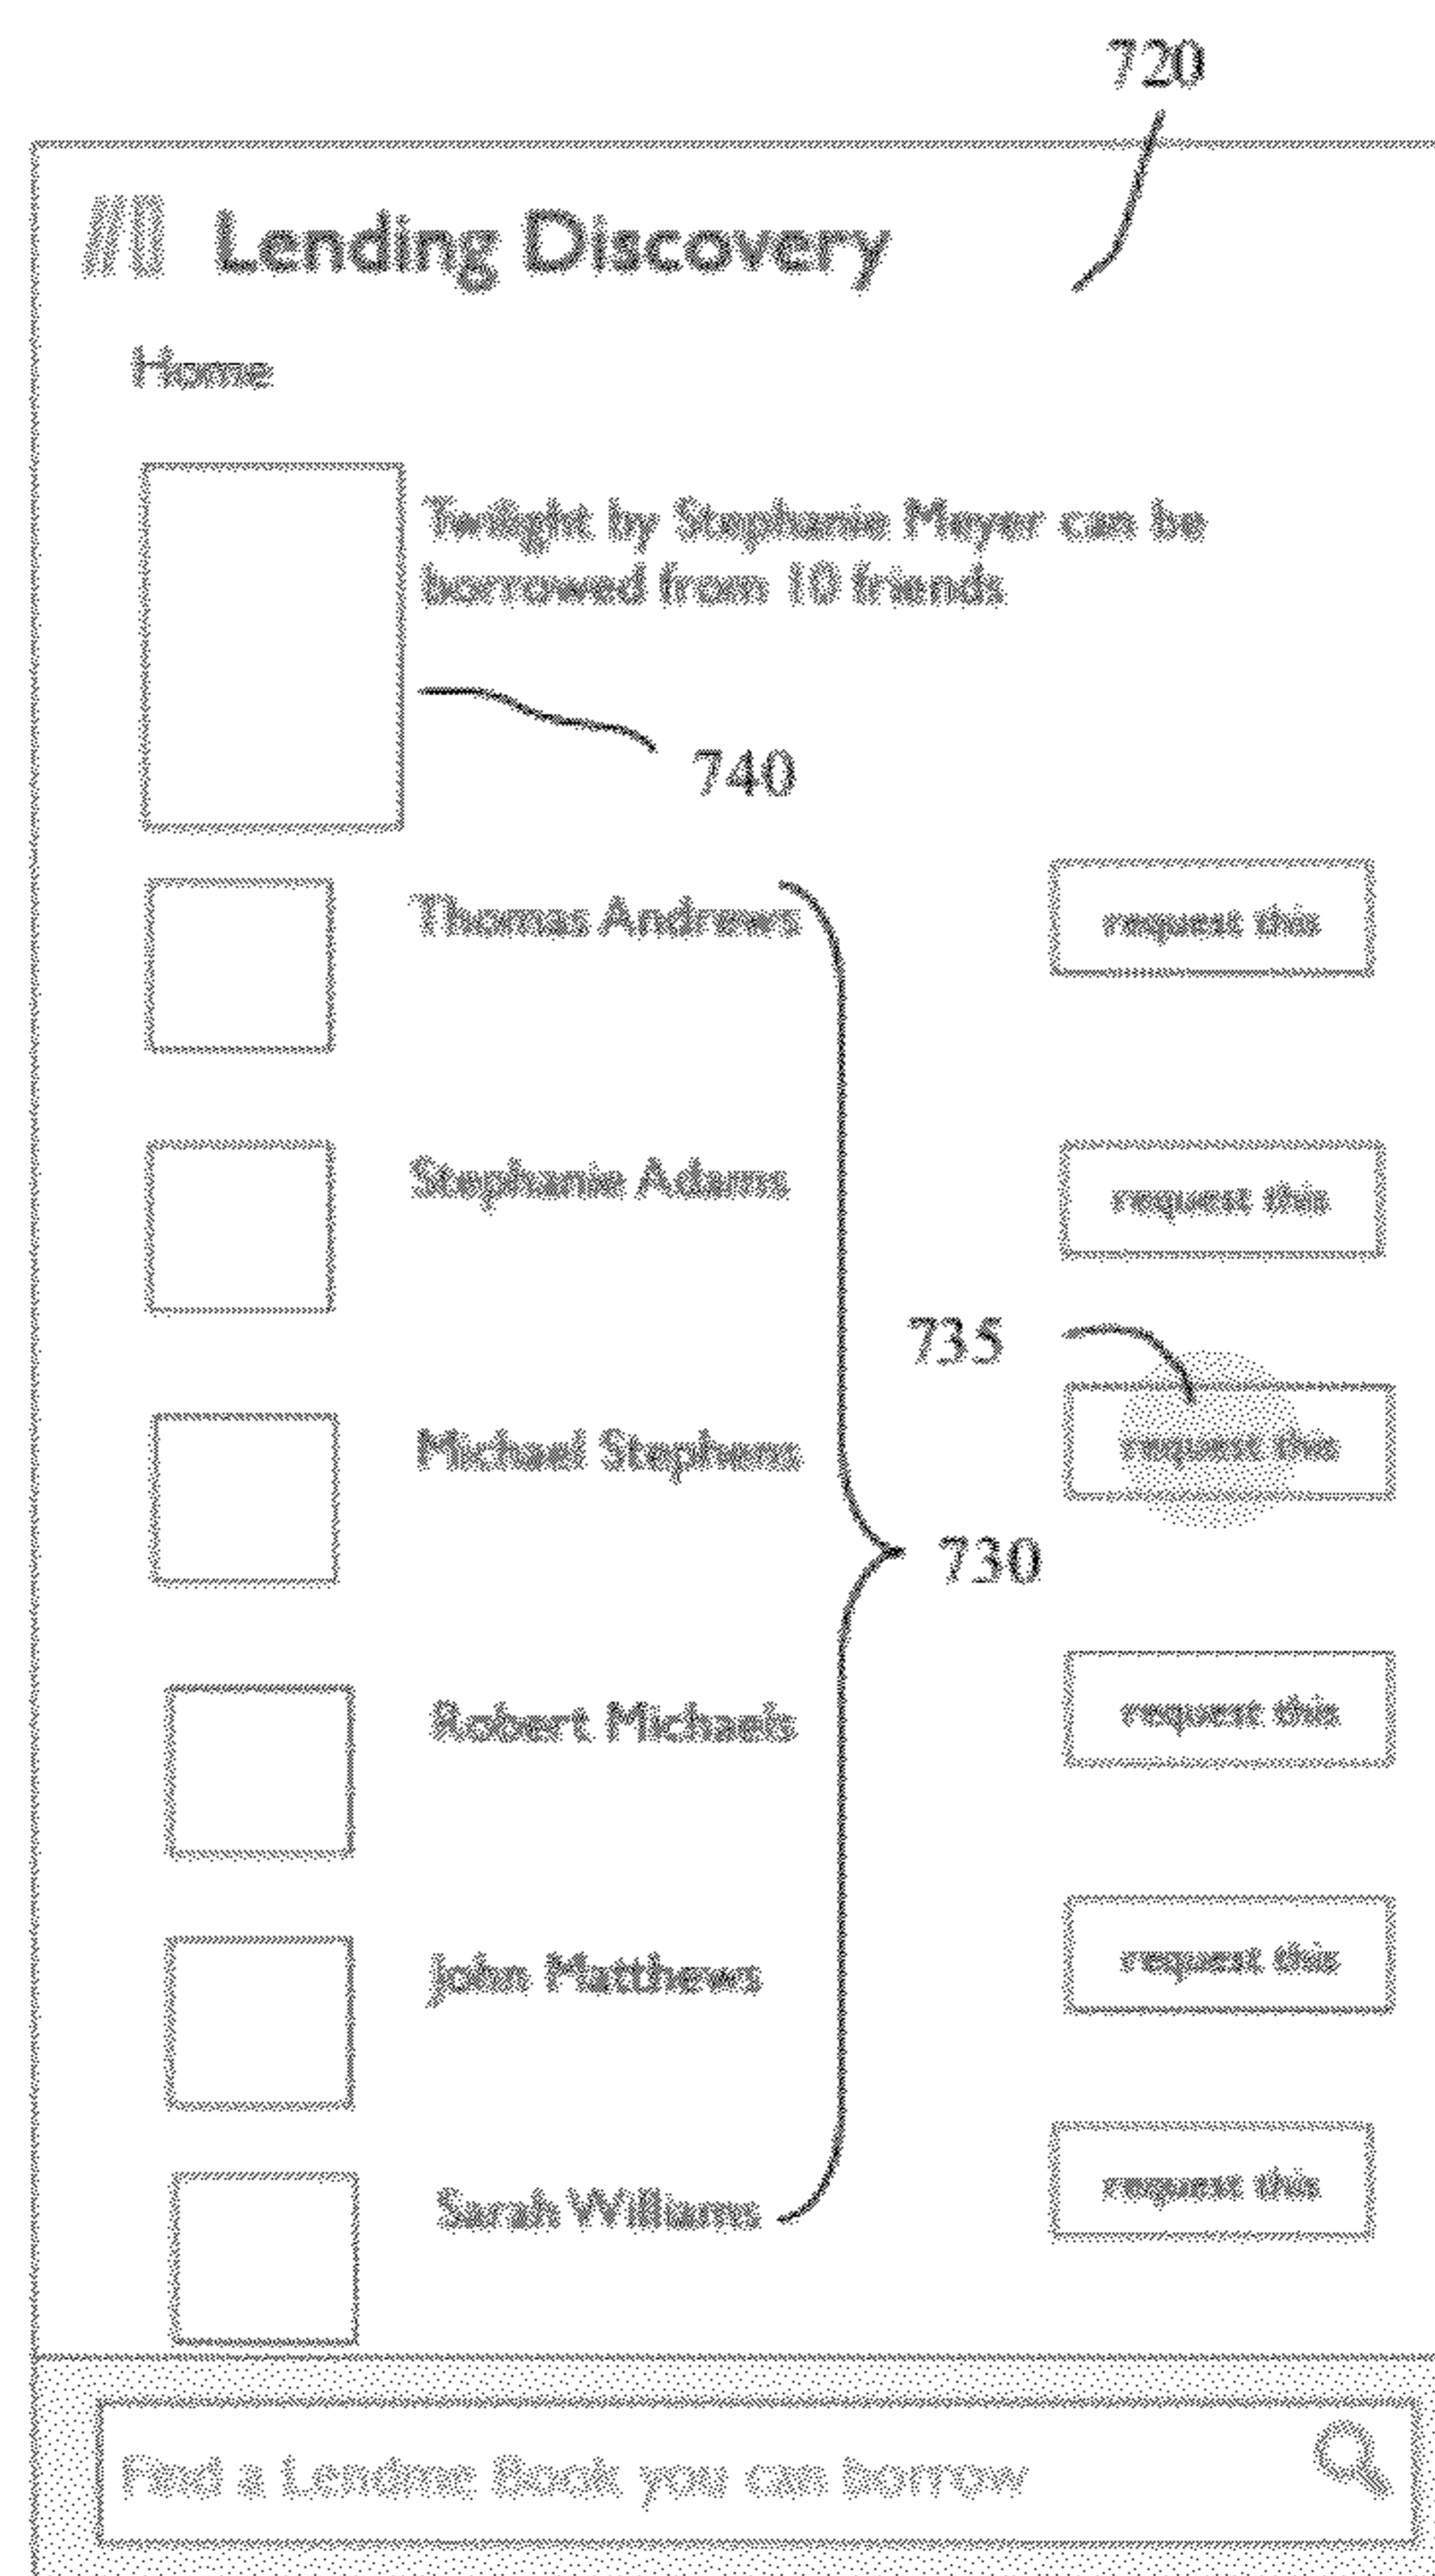 720
Lending Discovery
Home
Twilight by Stephanie Meyer can be
borrowed from 10 friends
740
Thomas Andrews
request this
Stephanie Adams
request this
735
Michael Stephens
request this
730
Robert Michaels
request this
John Matthews
request this
Sarah Williams
request this
Find a Lendme Book you can borrow